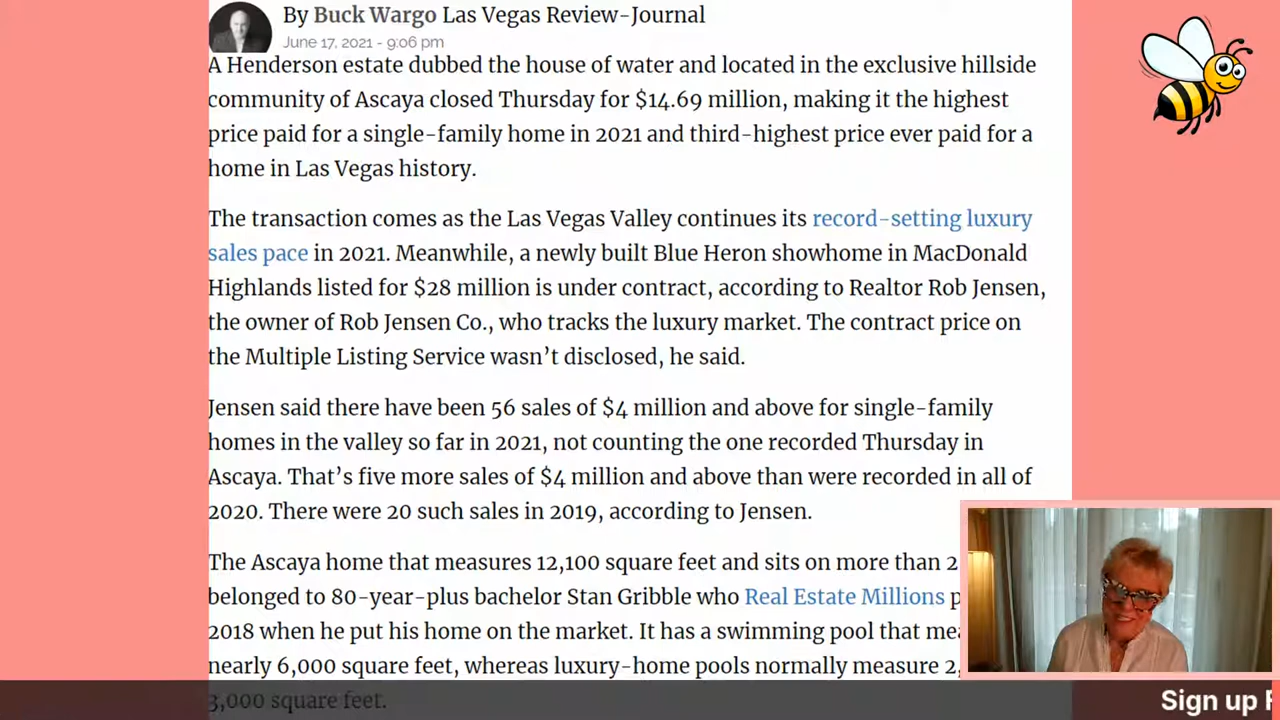 By Buck Wargo Las Vegas Review-Journal
June 17, 2021 - 9:06 pm
A Henderson estate dubbed the house of water and located in the exclusive hillside
community of Ascaya closed Thursday for $14.69 million, making it the highest
price paid for a single-family home in 2021 and third-highest price ever paid for a
home in Las Vegas history.
The transaction comes as the Las Vegas Valley continues its record-setting luxury
sales pace in 2021. Meanwhile, a newly built Blue Heron showhome in MacDonald
Highlands listed for $28 million is under contract, according to Realtor Rob Jensen,
the owner of Rob Jensen Co., who tracks the luxury market. The contract price on
the Multiple Listing Service wasn’t disclosed, he said.
Jensen said there have been 56 sales of $4 million and above for single-family
homes in the valley so far in 2021, not counting the one recorded Thursday in
Ascaya. That’s five more sales of $4 million and above than were recorded in all of
2020. There were 20 such sales in 2019, according to Jensen.
The Ascaya home that measures 12,100 square feet and sits on more than 2
belonged to 80-year-plus bachelor Stan Gribble who Real Estate Millions
2018 when he put his home on the market. It has a swimming pool that
nearly 6,000 square feet, whereas luxury-home pools normally measure
3,000 square feet.
Sign up